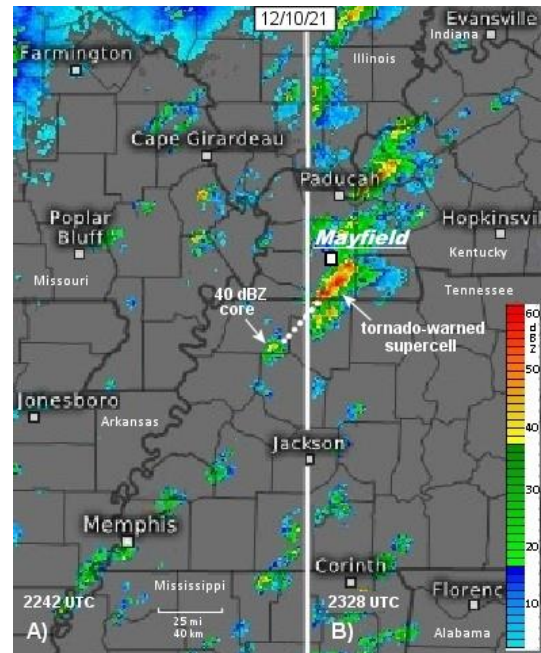 12/10/21
Evansville
Indiana
Farmington
Illinois
Cape Girardeau
Paducah
Poplar
Bluff
Mayfield
Hopkinsvil
Kentucky
Missouri
Tennessee
40 dBZ
core
tornado-warned
supercell
60
d
B
Z
50
40
30
20
10
Jonesboro
Arkansas
Jackson
Memphis
Corinth
Mississippi
2242 UTC
25 mi
40 km
2328 UTC
Florenc
A)
B)
Alabama